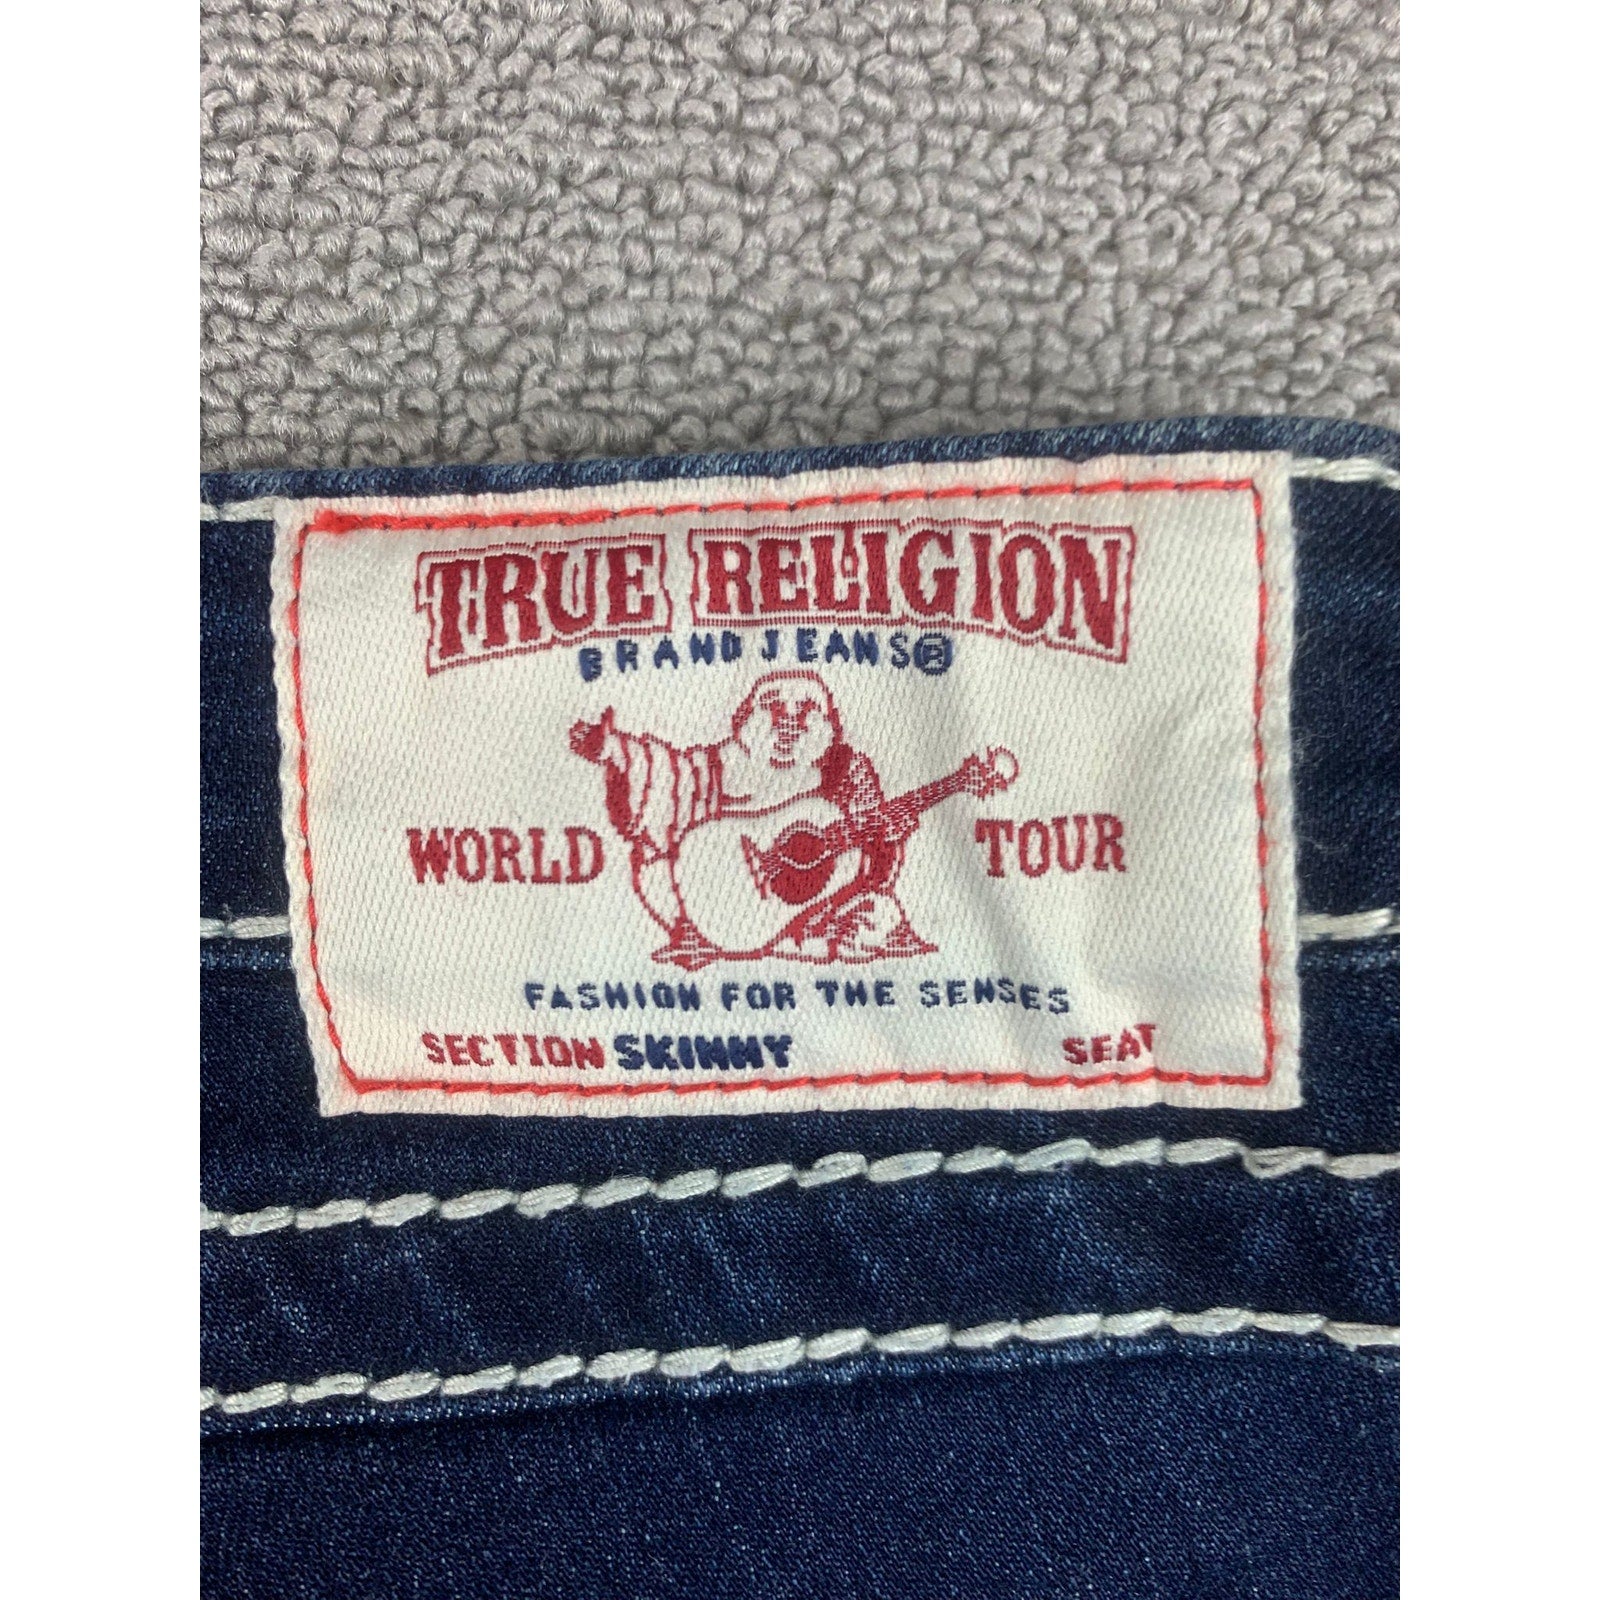 TRUE RELIGION
BRAND JEANS®
WORLD TOUR
FASHION FOR THE SENSES
SECTION SKINNY SEAT